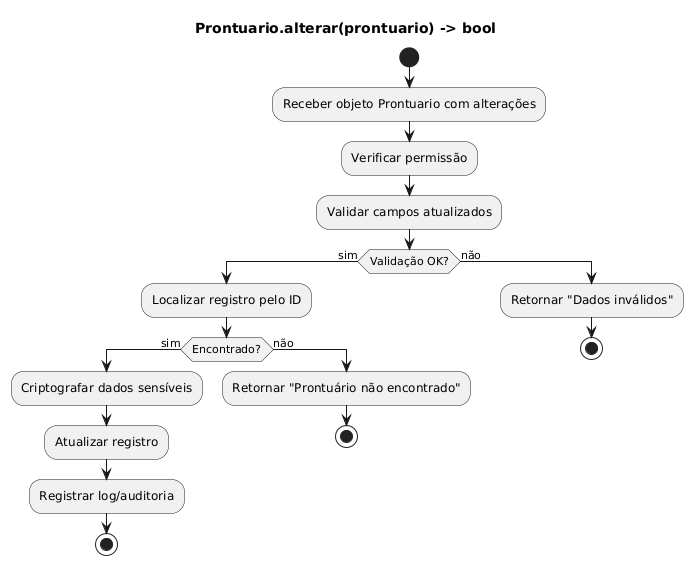 Prontuario.alterar(prontuario) -> bool
Receber objeto Prontuario com alterações
Verificar permissão
Validar campos atualizados
sim
Validação OK?
não
Localizar registro pelo ID
Retornar "Dados inválidos"
sim
Encontrado?
não
Criptografar dados sensíveis
Retornar "Prontuário não encontrado"
Atualizar registro
Registrar log/auditoria